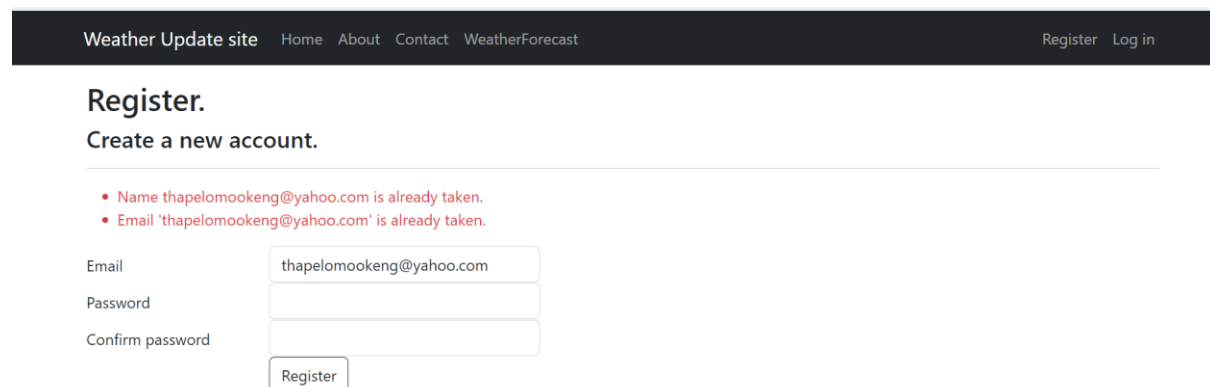 Weather Update site Home About Contact WeatherForecast Register Log in
Register.
Create a new account.
Name thapelomookeng@yahoo.com is already taken.
Email 'thapelomookeng@yahoo.com' is already taken.
Email thapelomookeng@yahoo.com
Password
Confirm password
Register